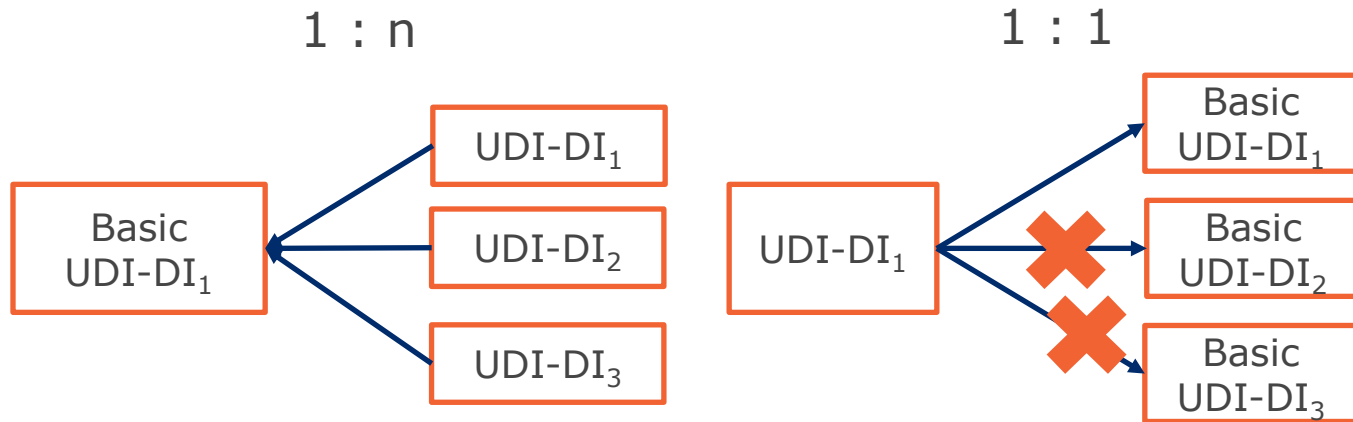 1 : n
Basic
UDI-DI₁
UDI-DI₁
UDI-DI₂
UDI-DI₃
1 : 1
UDI-DI₁
Basic
UDI-DI₁
Basic
UDI-DI₂
Basic
UDI-DI₃